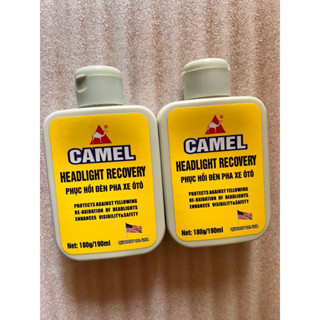 CAMEL
HEADLIGHT RECOVERY
PHỤC HỒI ĐÈN PHA XE ÔTÔ
PROTECTS AGAINST YELLOWING
RE-OXIDATION OF HEADLIGHTS
ENHANCES VISIBILITY&SAFETY
Net: 180g/190ml
CAMEL
HEADLIGHT RECOVERY
PHỤC HỒI ĐÈN PHA XE ÔTÔ
PROTECTS AGAINST YELLOWING
RE-OXIDATION OF HEADLIGHTS
ENHANCES VISIBILITY&SAFETY
Net: 180g/190ml